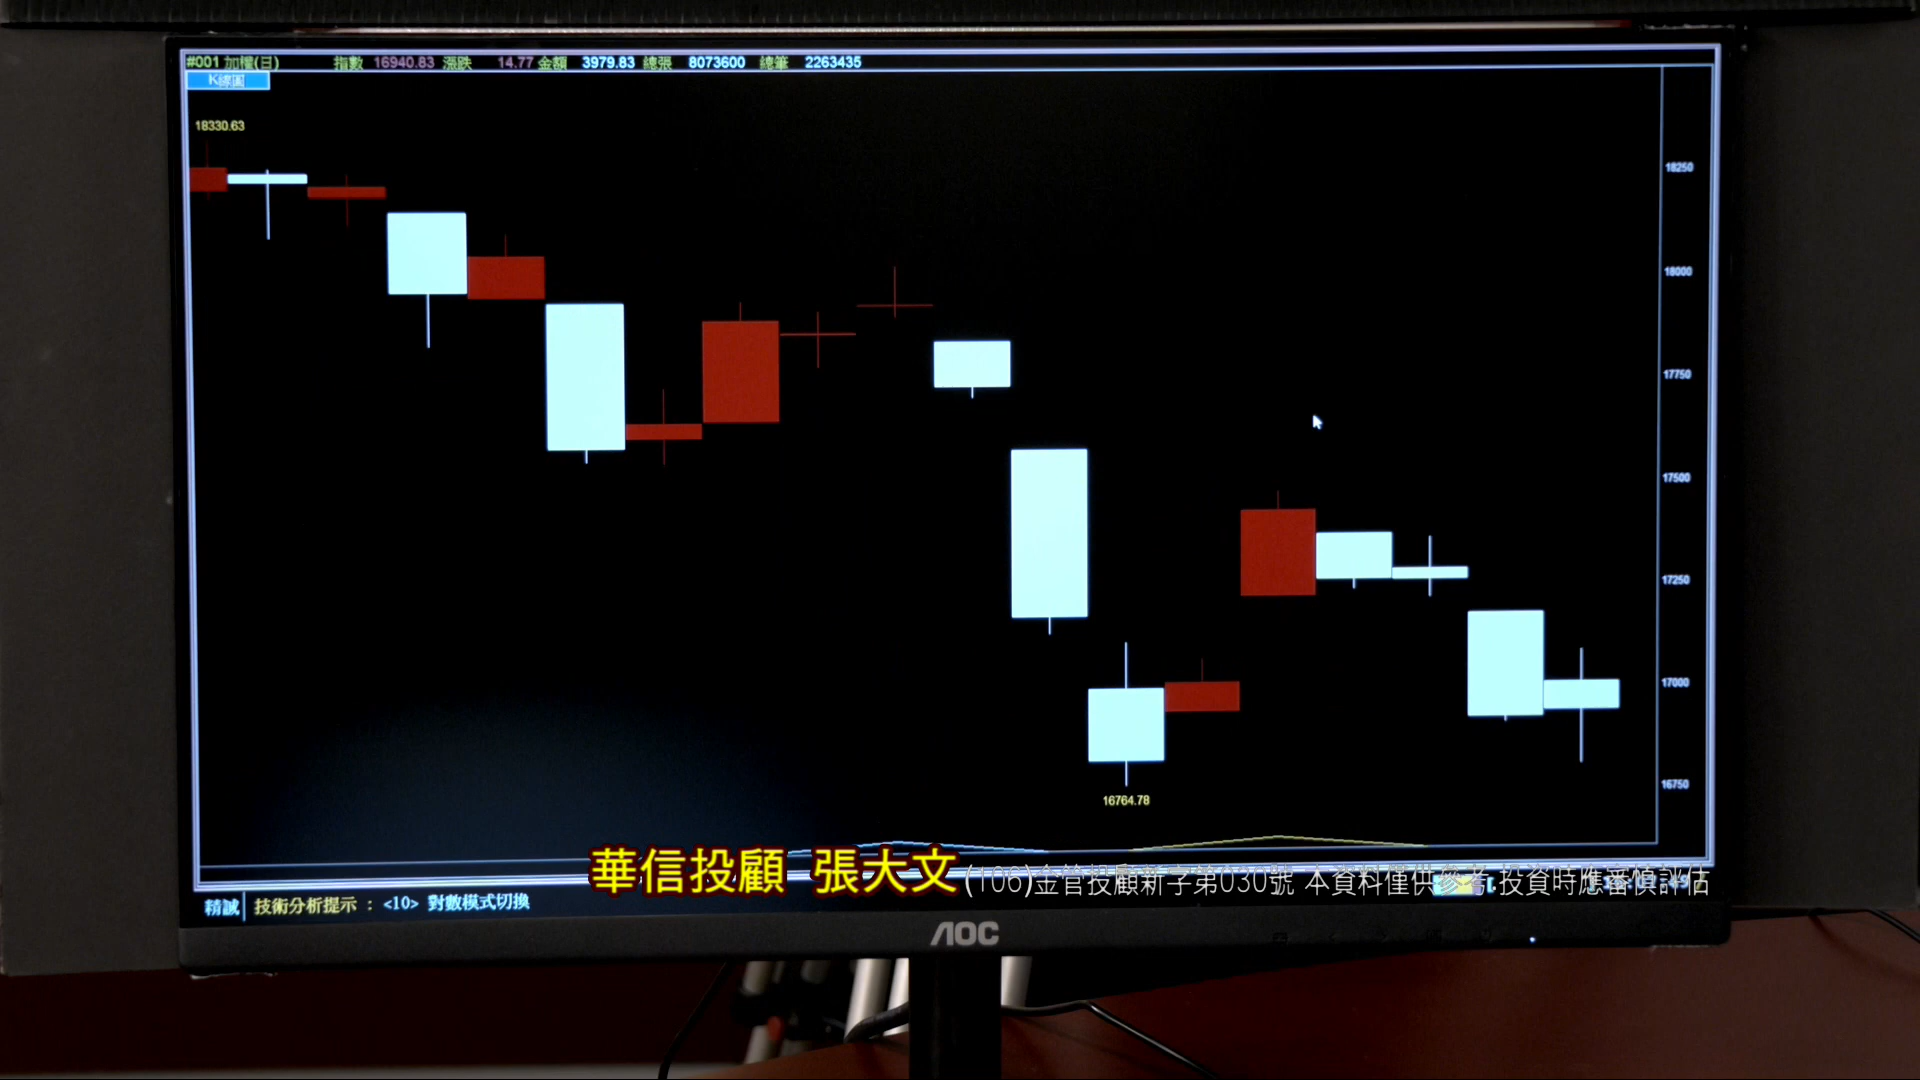 #001 加權(日) 指數 16940.83 漲跌 14.77 金額 3979.83 總張 8073600 總筆 2263435
K線圖
18330.63
18250
18000
17750
17500
17250
17000
16750
16764.78
華信投顧 張大文 (106)金管投顧新字第030號 本資料僅供參考,投資時應審慎評估
精誠 技術分析提示 : <10> 對數模式切換
AOC